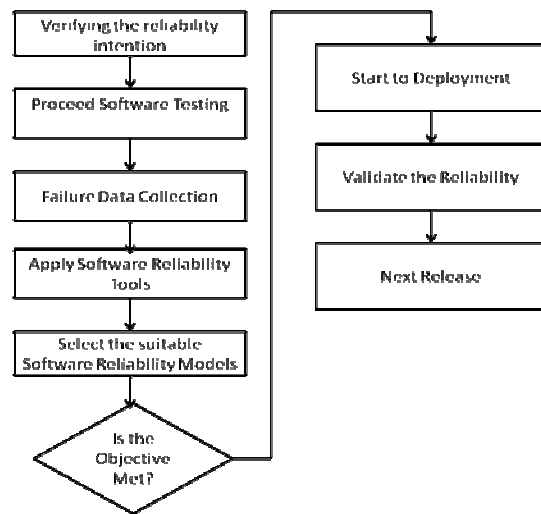 Verifying the reliability
intention
Proceed Software Testing
Failure Data Collection
Apply Software Reliability
Tools
Select the suitable
Software Reliability Models
Is the
Objective
Met?
Start to Deployment
Validate the Reliability
Next Release